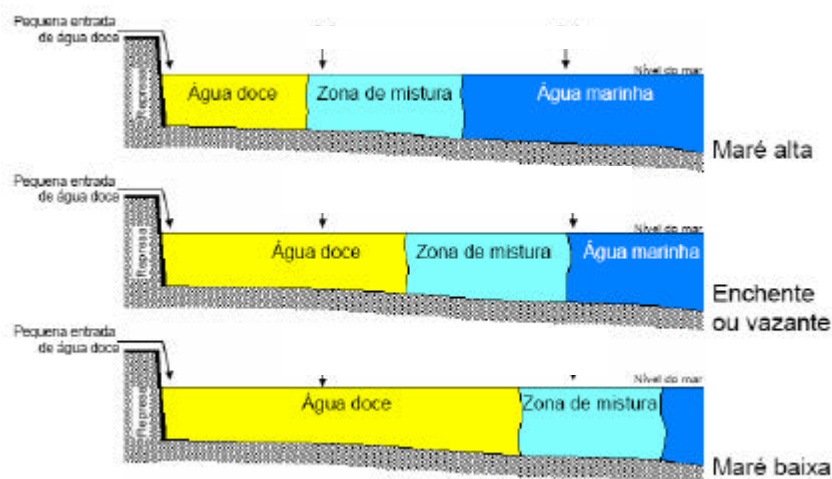 Pequena entrada
de água doce
Nível do mar
Represa
Água doce
Zona de mistura
Água marinha
Maré alta
Pequena entrada
de água doce
Nível do mar
Represa
Água doce
Zona de mistura
Água marinha
Enchente
ou vazante
Pequena entrada
de água doce
Nível do mar
Represa
Água doce
Zona de mistura
Maré baixa